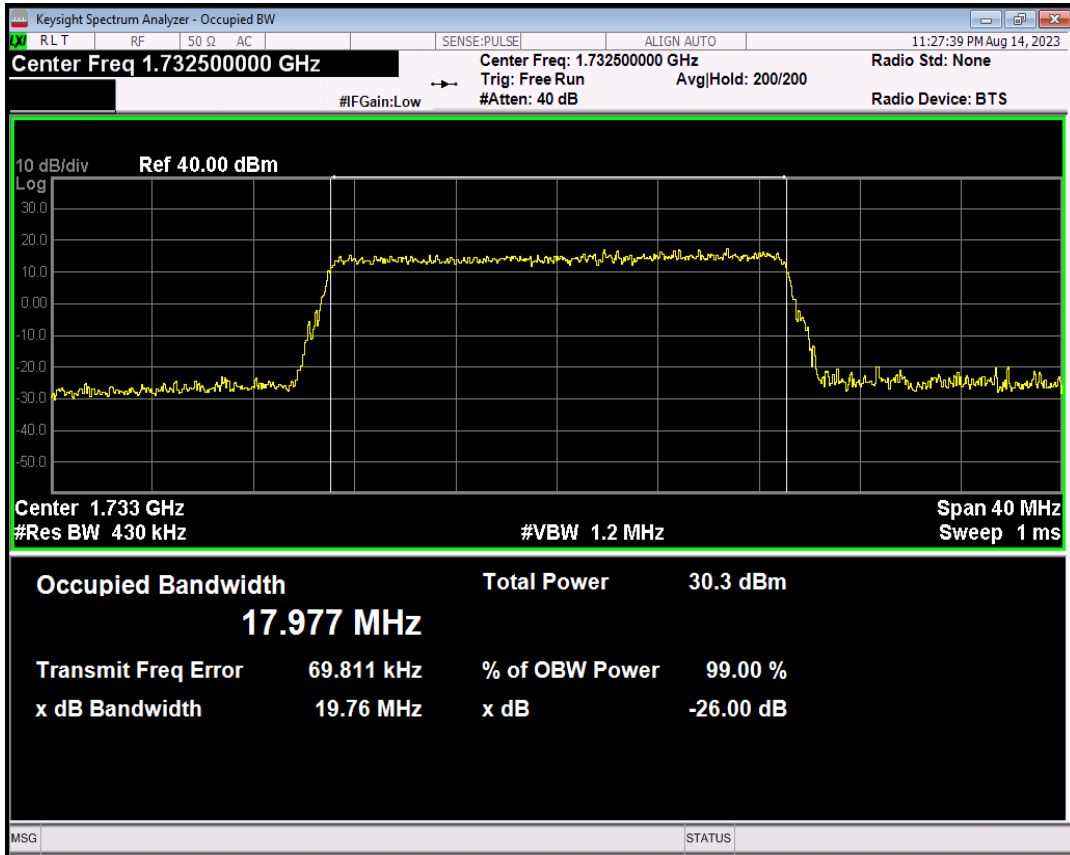 Keysight Spectrum Analyzer - Occupied BW
LXI RLT RF 50 Ω AC SENSE:PULSE ALIGN AUTO 11:27:39 PM Aug 14, 2023
Center Freq 1.732500000 GHz Center Freq: 1.732500000 GHz Radio Std: None
Trig: Free Run Avg|Hold: 200/200
#IFGain:Low #Atten: 40 dB Radio Device: BTS
10 dB/div Ref 40.00 dBm
Log
30.0
20.0
10.0
0.00
-10.0
-20.0
-30.0
-40.0
-50.0
Center 1.733 GHz Span 40 MHz
#Res BW 430 kHz #VBW 1.2 MHz Sweep 1 ms
Occupied Bandwidth Total Power 30.3 dBm
17.977 MHz
Transmit Freq Error 69.811 kHz % of OBW Power 99.00 %
x dB Bandwidth 19.76 MHz x dB -26.00 dB
MSG STATUS